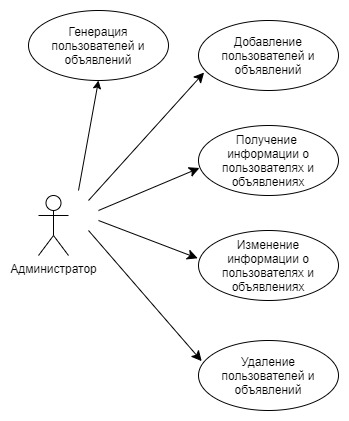 Генерация
пользователей и
объявлений
Добавление
пользователей и
объявлений
Получение
информации о
пользователях и
объявлениях
Администратор
Изменение
информации о
пользователях и
объявлениях
Удаление
пользователей и
объявлений